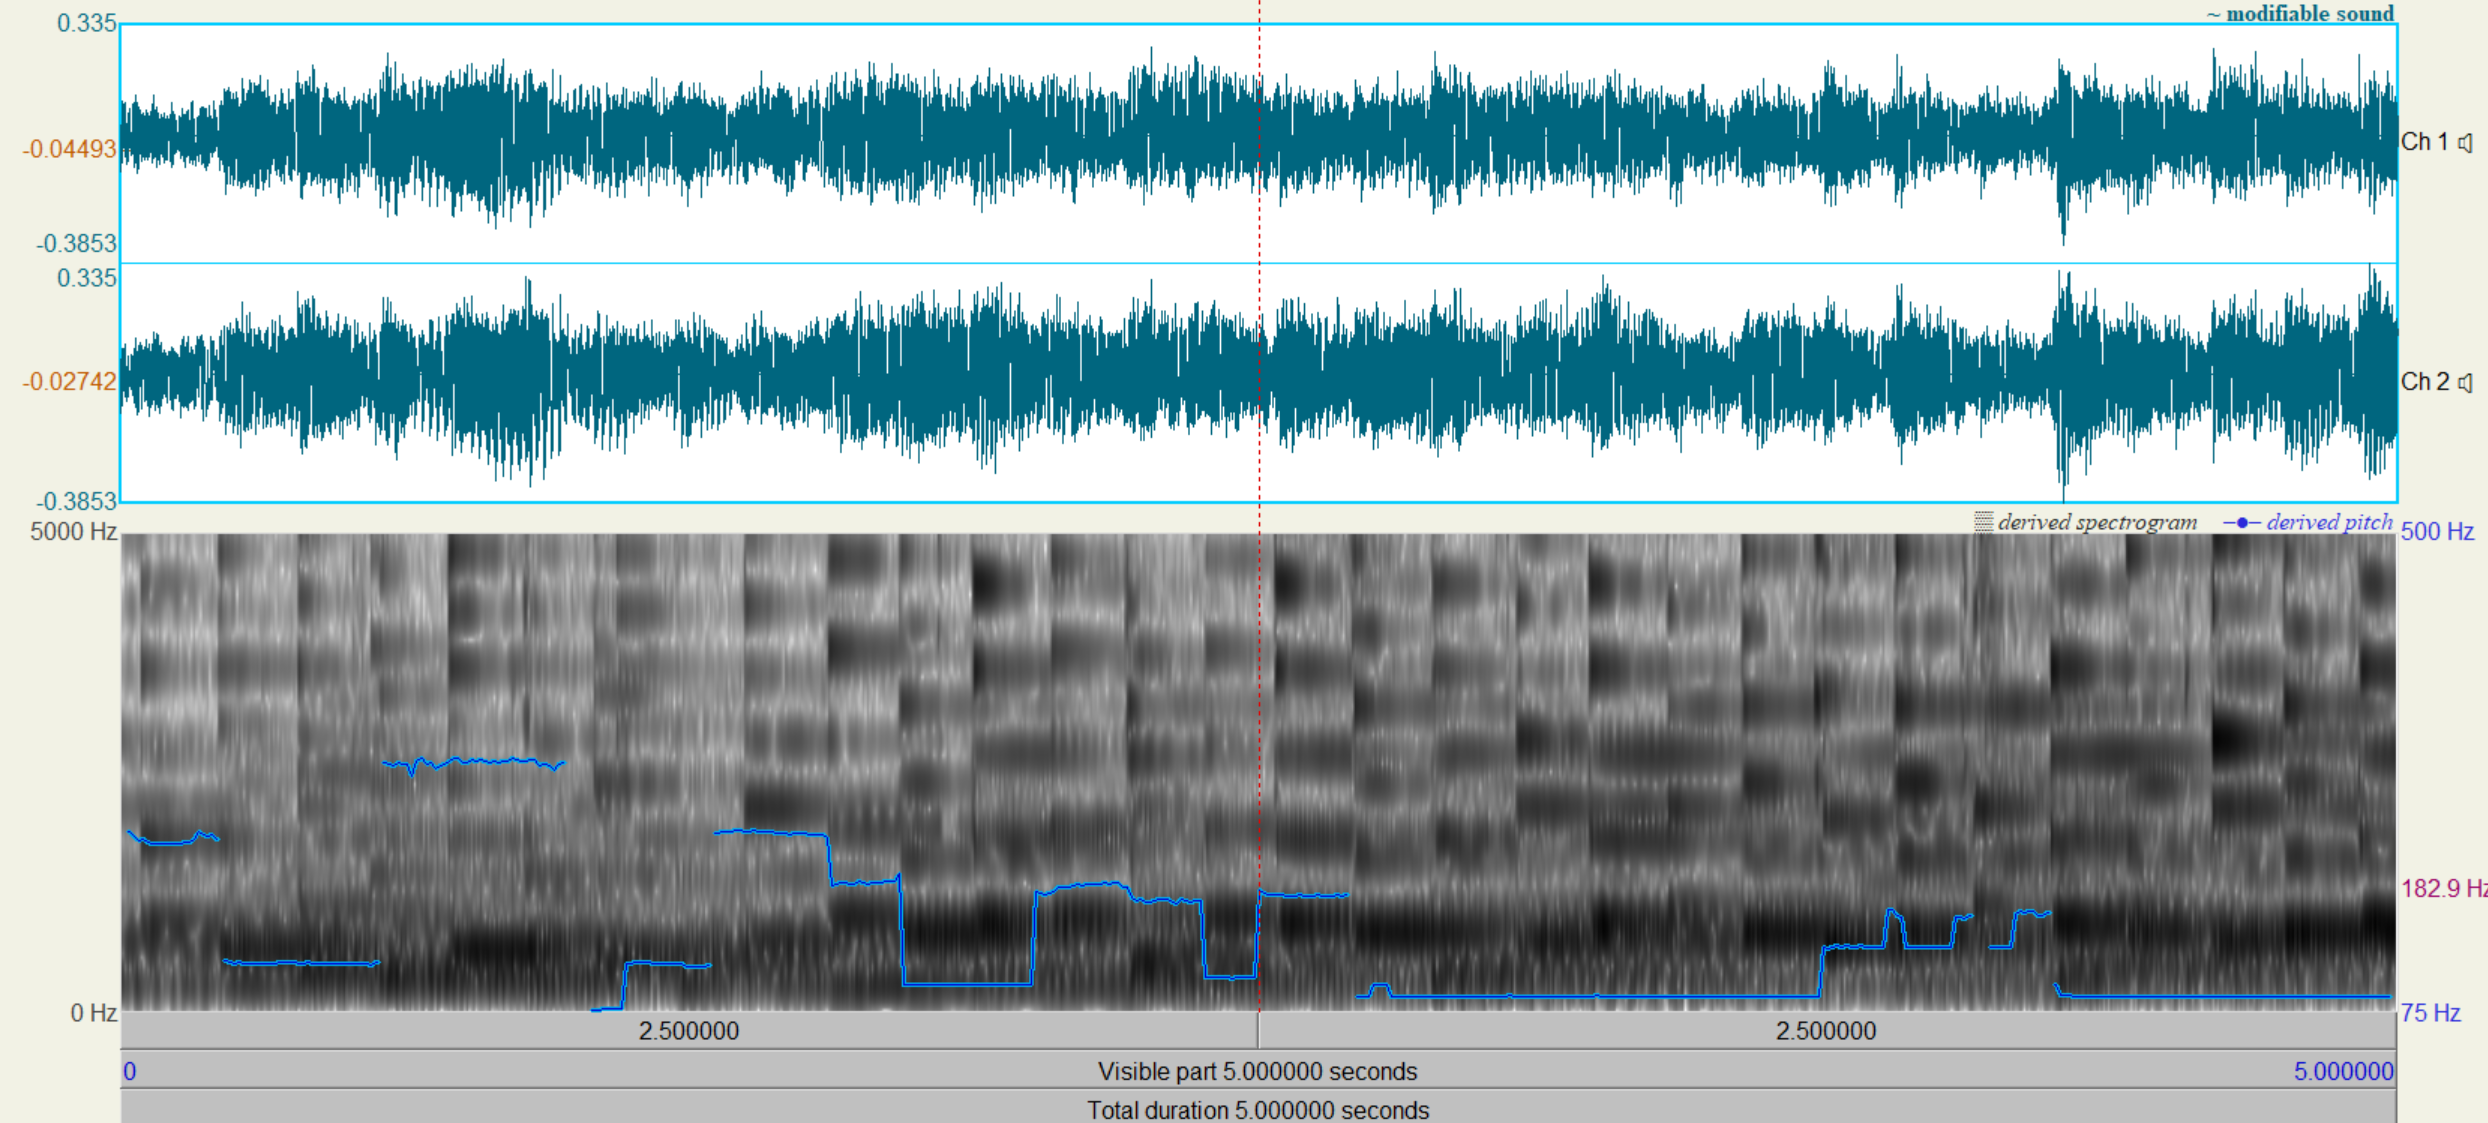 0.335
~ modifiable sound
-0.04493
Ch 1
-0.3853
0.335
-0.02742
Ch 2
-0.3853
5000 Hz
derived spectrogram
derived pitch
500 Hz
182.9 Hz
0 Hz
75 Hz
2.500000
2.500000
0
Visible part 5.000000 seconds
5.000000
Total duration 5.000000 seconds